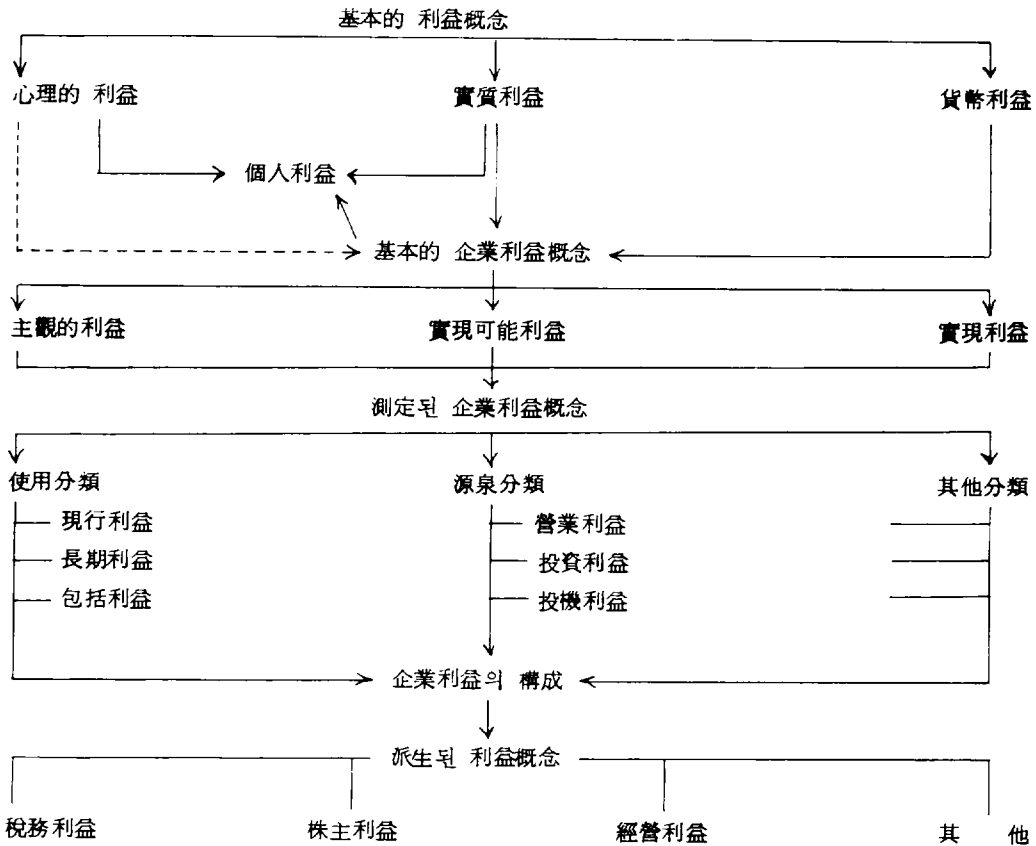 基本的 利益概念
心理的 利益 實質利益 貨幣利益
個人利益
基本的 企業利益概念
主觀的利益 實現可能利益 實現利益
測定된 企業利益概念
使用分類 源泉分類 其他分類
現行利益 營業利益
長期利益 投資利益
包括利益 投機利益
企業利益의 構成
派生된 利益概念
稅務利益 株主利益 經營利益 其 他